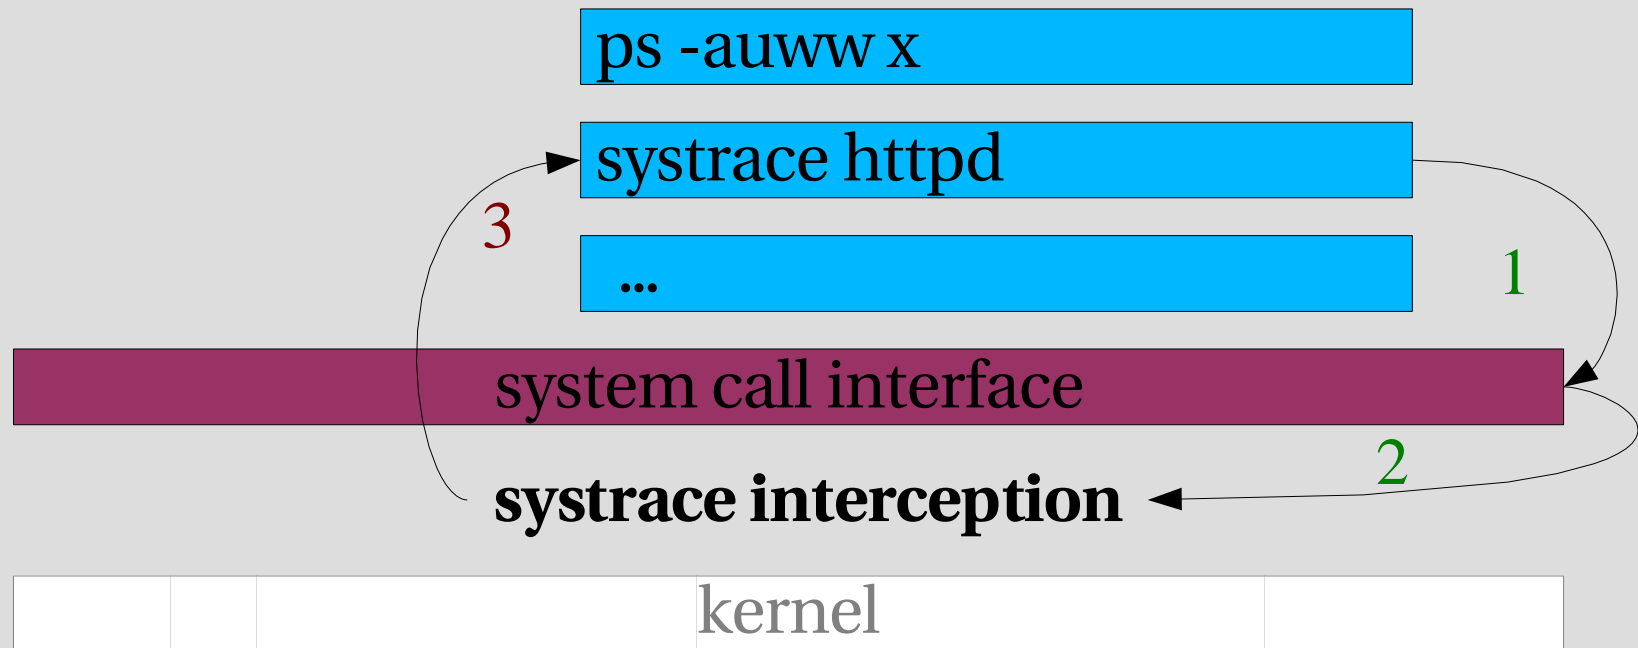 ps -auww x
systrace httpd
3
1
...
system call interface
2
systrace interception
kernel